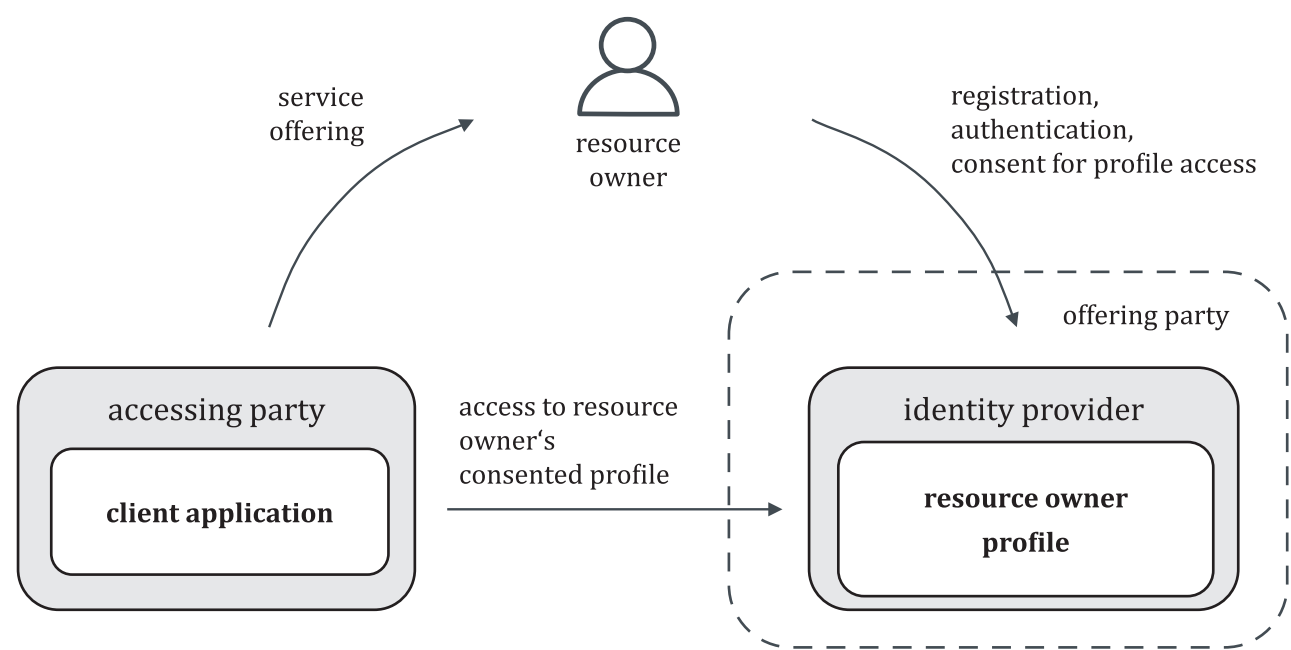 service
offering
resource
owner
registration,
authentication,
consent for profile access
offering party
accessing party
client application
access to resource
owner‘s
consented profile
identity provider
resource owner
profile